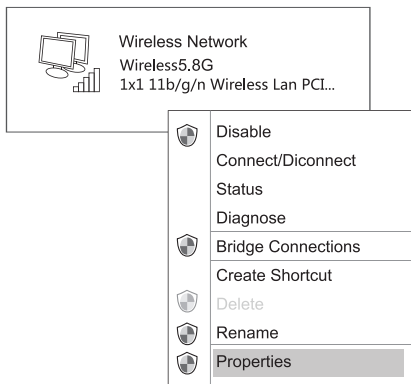 Wireless Network
Wireless5.8G
1x1 11b/g/n Wireless Lan PCI...
Disable
Connect/Diconnect
Status
Diagnose
Bridge Connections
Create Shortcut
Delete
Rename
Properties